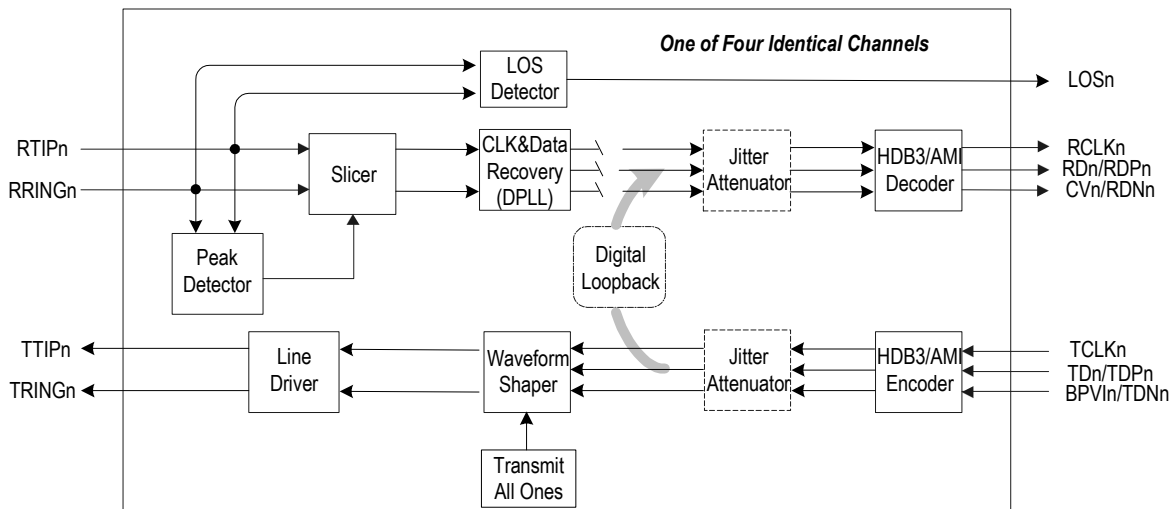 One of Four Identical Channels
LOS
Detector
LOSn
RTIPn
RRINGn
Slicer
CLK&Data
Recovery
(DPLL)
Jitter
Attenuator
HDB3/AMI
Decoder
RCLKn
RDn/RDPn
CVn/RDNn
Peak
Detector
Digital
Loopback
TTIPn
TRINGn
Line
Driver
Waveform
Shaper
Jitter
Attenuator
HDB3/AMI
Encoder
TCLKn
TDn/TDPn
BPVIn/TDNn
Transmit
All Ones